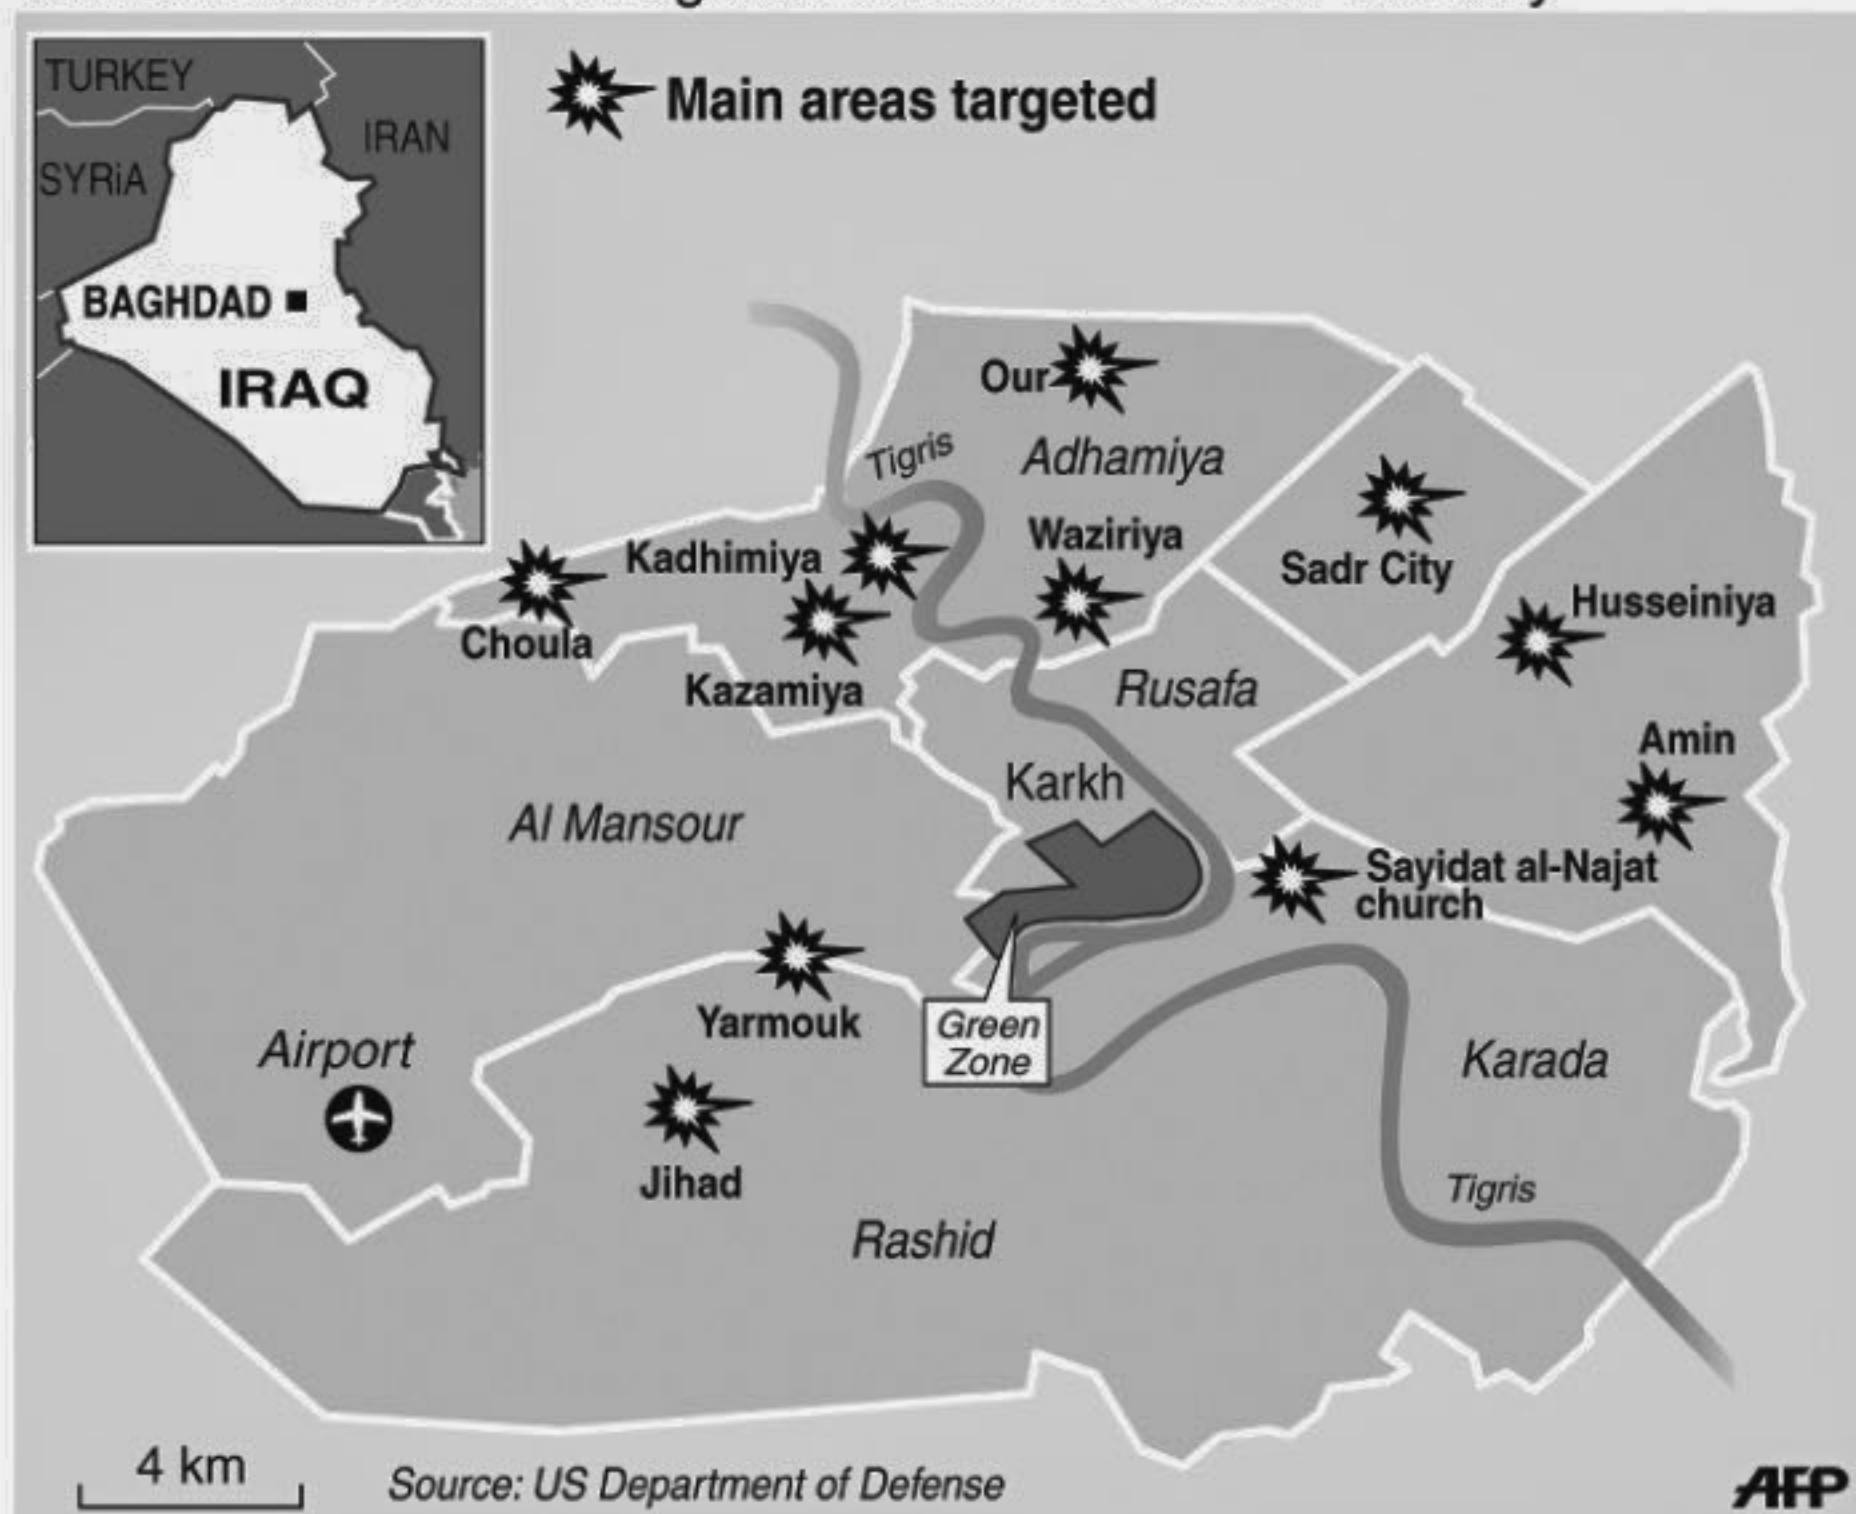 TURKEY
SYRiA
IRAN
BAGHDAD
IRAQ
Main areas targeted
Our
Tigris
Adhamiya
Waziriya
Kadhimiya
Sadr City
Choula
Husseiniya
Kazamiya
Rusafa
Amin
Karkh
Al Mansour
Sayidat al-Najat
church
Yarmouk
Airport
Green
Zone
Karada
Jihad
Tigris
Rashid
4 km
Source: US Department of Defense
AFP